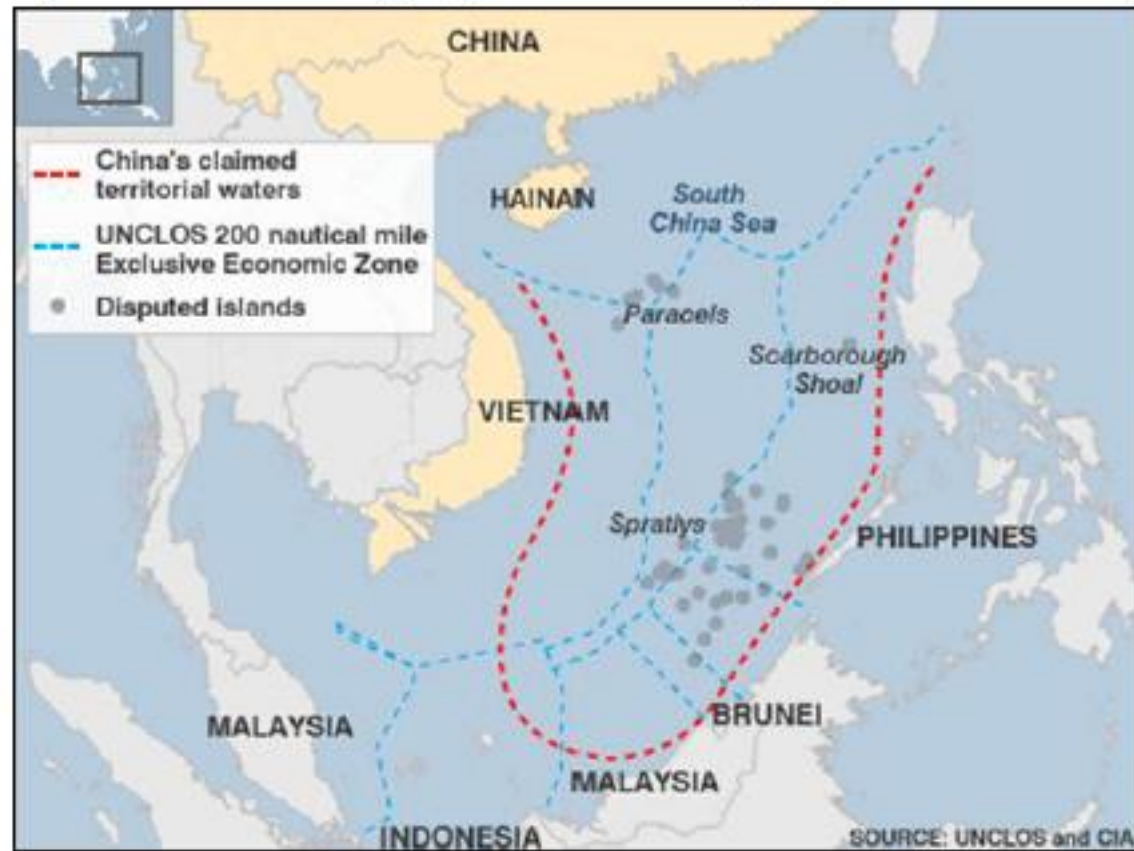 CHINA
China's claimed
territorial waters
UNCLOS 200 nautical mile
Exclusive Economic Zone
Disputed islands
HAINAN
South
China Sea
Paracels
Scarborough
Shoal
VIETNAM
Spratlys
PHILIPPINES
MALAYSIA
BRUNEI
MALAYSIA
INDONESIA
SOURCE: UNCLOS and CIA